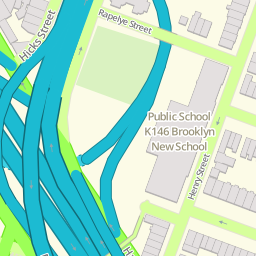 Rapelye Street
Hicks Street
Public School
K146 Brooklyn
New School
Henry Street
H